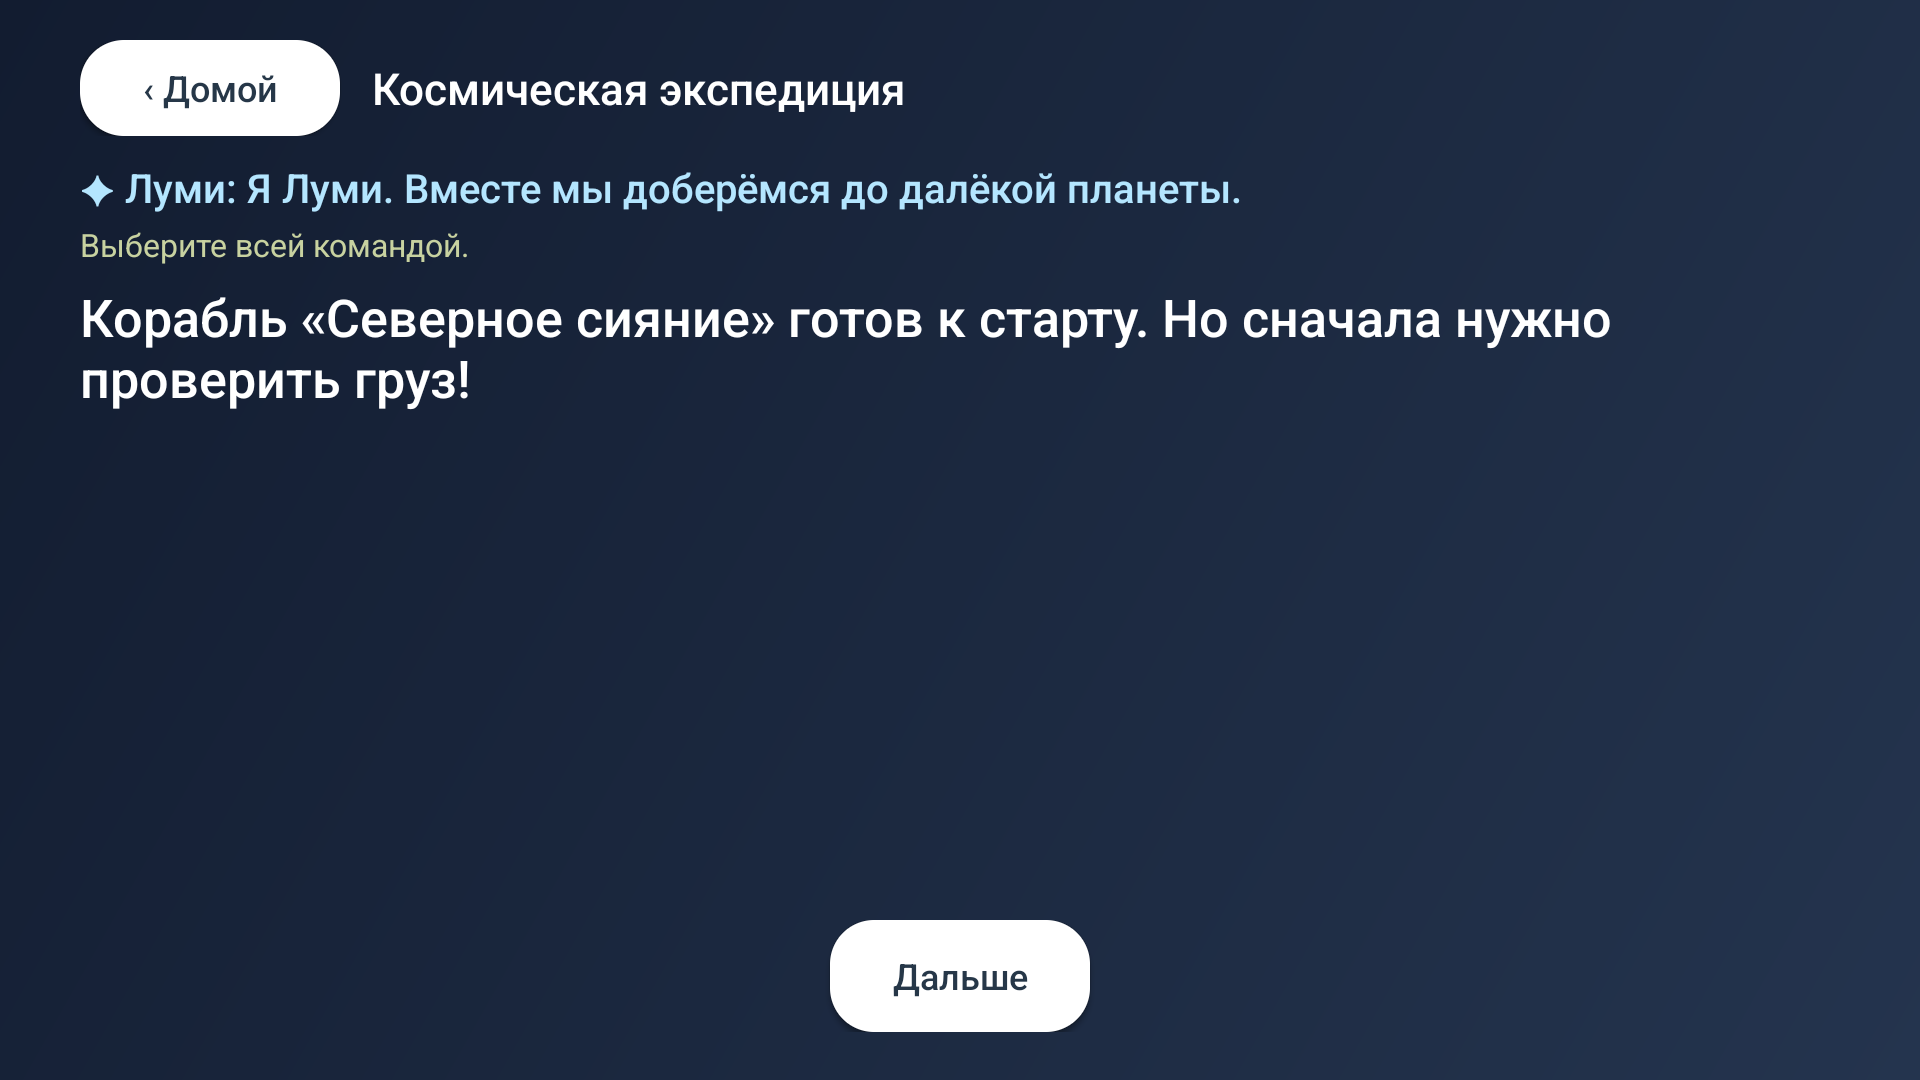 ‹ Домой
Космическая экспедиция
✦ Луми: Я Луми. Вместе мы доберёмся до далёкой планеты.
Выберите всей командой.
Корабль «Северное сияние» готов к старту. Но сначала нужно
проверить груз!
Дальше